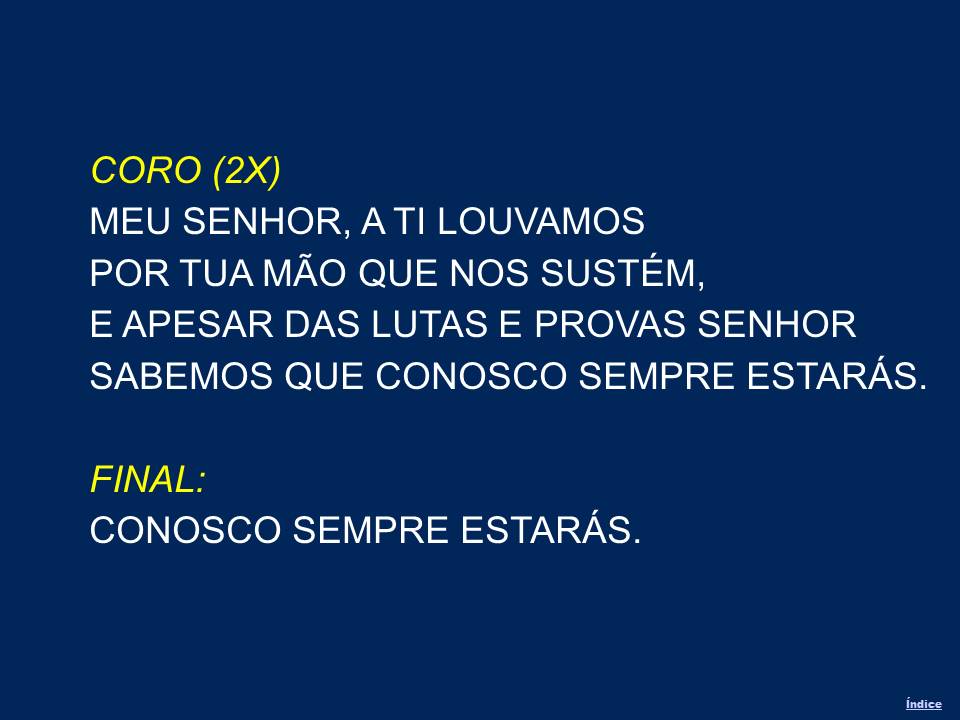 CORO (2X)
MEU SENHOR, A TI LOUVAMOS
POR TUA MÃO QUE NOS SUSTÉM,
E APESAR DAS LUTAS E PROVAS SENHOR
SABEMOS QUE CONOSCO SEMPRE ESTARÁS.
FINAL:
CONOSCO SEMPRE ESTARÁS.
Índice